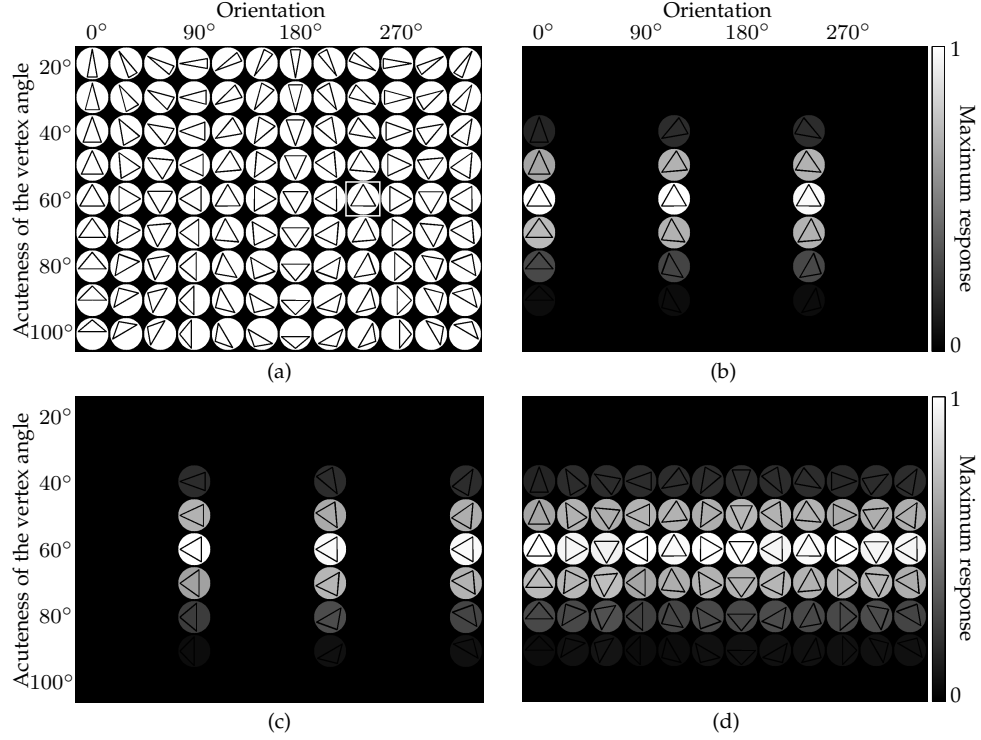 Orientation
0° 90° 180° 270°
Acuteness of the vertex angle
20°
40°
60°
80°
100°
(a)
Orientation
0° 90° 180° 270°
1
Maximum response
0
(b)
Acuteness of the vertex angle
20°
40°
60°
80°
100°
(c)
1
Maximum response
0
(d)